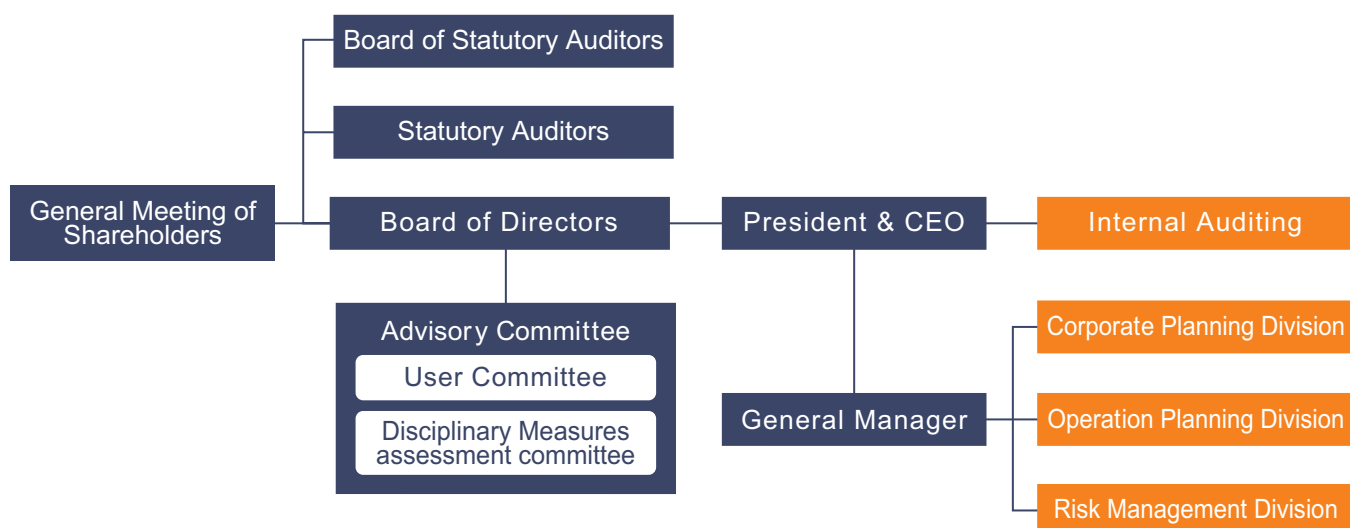 Board of Statutory Auditors
Statutory Auditors
General Meeting of
Shareholders
Board of Directors
President & CEO
Internal Auditing
Advisory Committee
User Committee
Disciplinary Measures
assessment committee
General Manager
Corporate Planning Division
Operation Planning Division
Risk Management Division